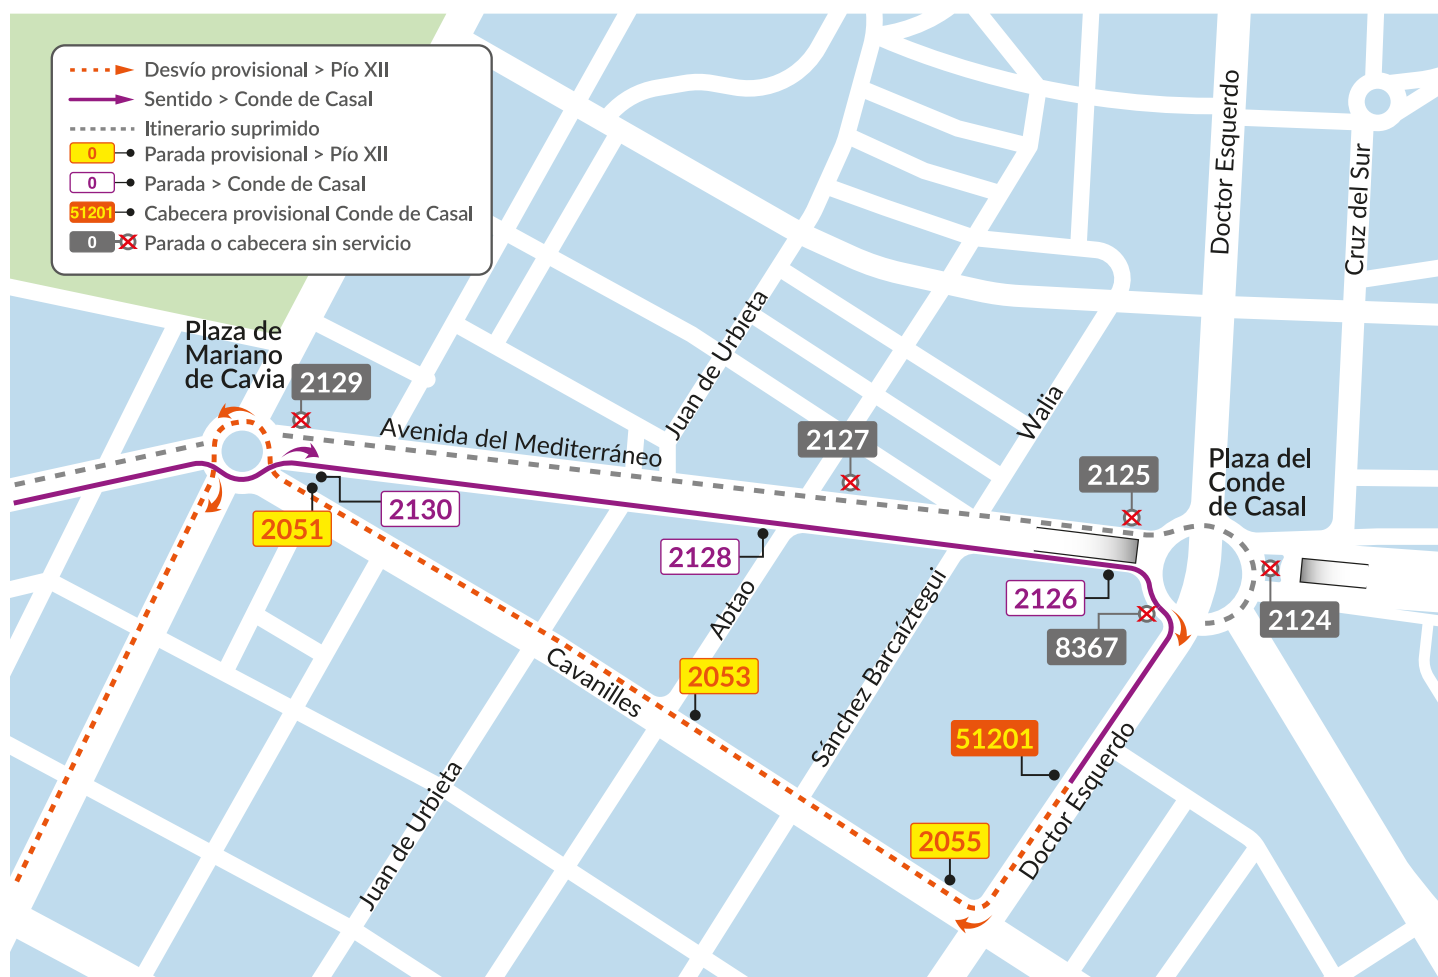 Desvío provisional > Pío XII
Sentido > Conde de Casal
Itinerario suprimido
0 Parada provisional > Pío XII
0 Parada > Conde de Casal
51201 Cabecera provisional Conde de Casal
0 Parada o cabecera sin servicio
Doctor Esquerdo
Cruz del Sur
Plaza de
Mariano
de Cavia
2129
Avenida del Mediterráneo
Juan de Urbieta
Walia
2127
2125
Plaza del
Conde
de Casal
2051
2130
2128
2126
8367
2124
Abtao
Sánchez Barcaíztegui
Cavanilles
2053
51201
2055
Doctor Esquerdo
Juan de Urbieta